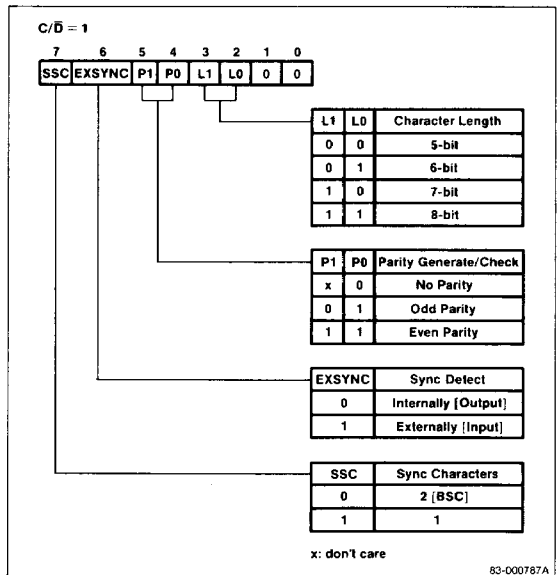 C/D̅ = 1
7 6 5 4 3 2 1 0
SSC EXSYNC P1 P0 L1 L0 0 0
L1 L0 Character Length
0 0 5-bit
0 1 6-bit
1 0 7-bit
1 1 8-bit
P1 P0 Parity Generate/Check
x 0 No Parity
0 1 Odd Parity
1 1 Even Parity
EXSYNC Sync Detect
0 Internally [Output]
1 Externally [Input]
SSC Sync Characters
0 2 [BSC]
1 1
x: don't care
83-000787A